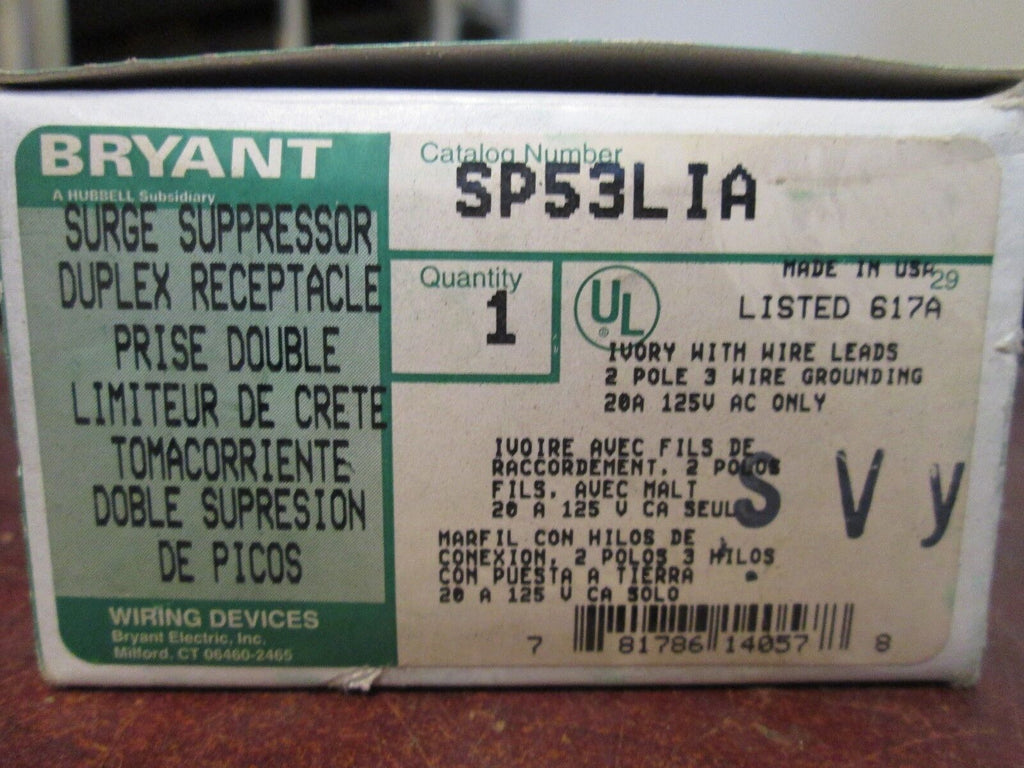 BRYANT
A HUBBELL Subsidiary
SURGE SUPPRESSOR
DUPLEX RECEPTACLE
PRISE DOUBLE
LIMITEUR DE CRETE
TOMACORRIENTE
DOBLE SUPRESION
DE PICOS
WIRING DEVICES
Bryant Electric, Inc.
Milford, CT 06460-2465
Catalog Number
SP53LIA
Quantity
1
UL
®
MADE IN USA
29
LISTED 617A
IVORY WITH WIRE LEADS
2 POLE 3 WIRE GROUNDING
20A 125V AC ONLY
IVOIRE AVEC FILS DE
RACCORDEMENT, 2 POLOS
FILS, AVEC MALT
20 A 125 V CA SEUL
S V y
MARFIL CON HILOS DE
CONEXION, 2 POLOS 3 HILOS
CON PUESTA A TIERRA
20 A 125 V CA SOLO
7 81786 14057 8